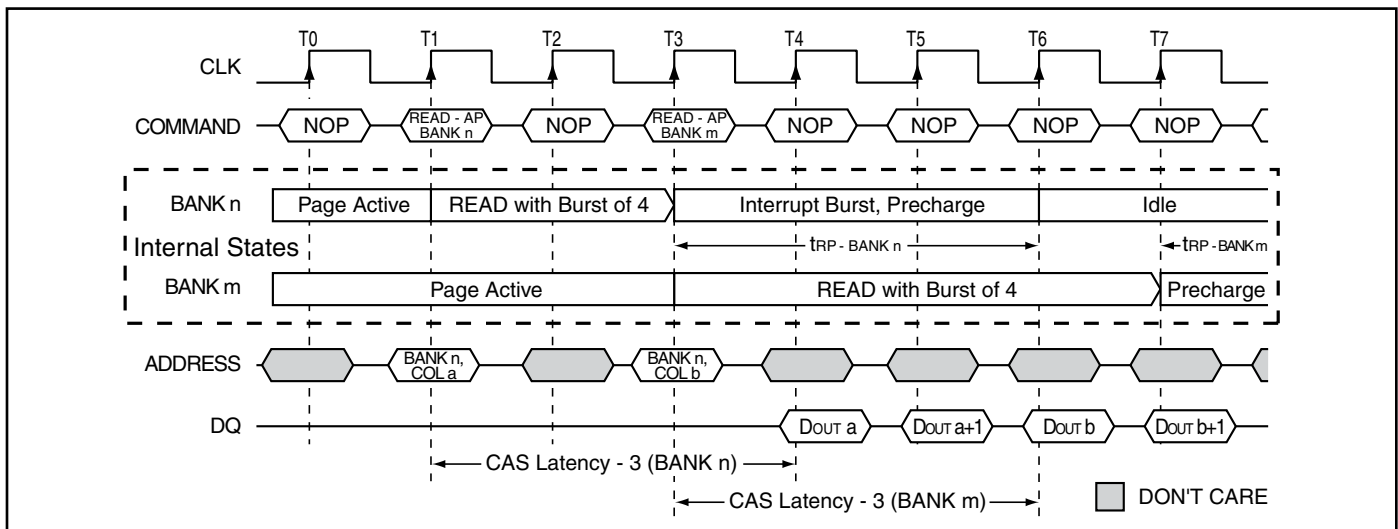 T0 T1 T2 T3 T4 T5 T6 T7
CLK
COMMAND NOP READ - AP BANK n NOP READ - AP BANK m NOP NOP NOP NOP
BANK n Page Active READ with Burst of 4 Interrupt Burst, Precharge Idle
Internal States tRP - BANK n tRP - BANK m
BANK m Page Active READ with Burst of 4 Precharge
ADDRESS BANK n, COL a BANK n, COL b
DQ DOUT a DOUT a+1 DOUT b DOUT b+1
CAS Latency - 3 (BANK n)
CAS Latency - 3 (BANK m) DON'T CARE